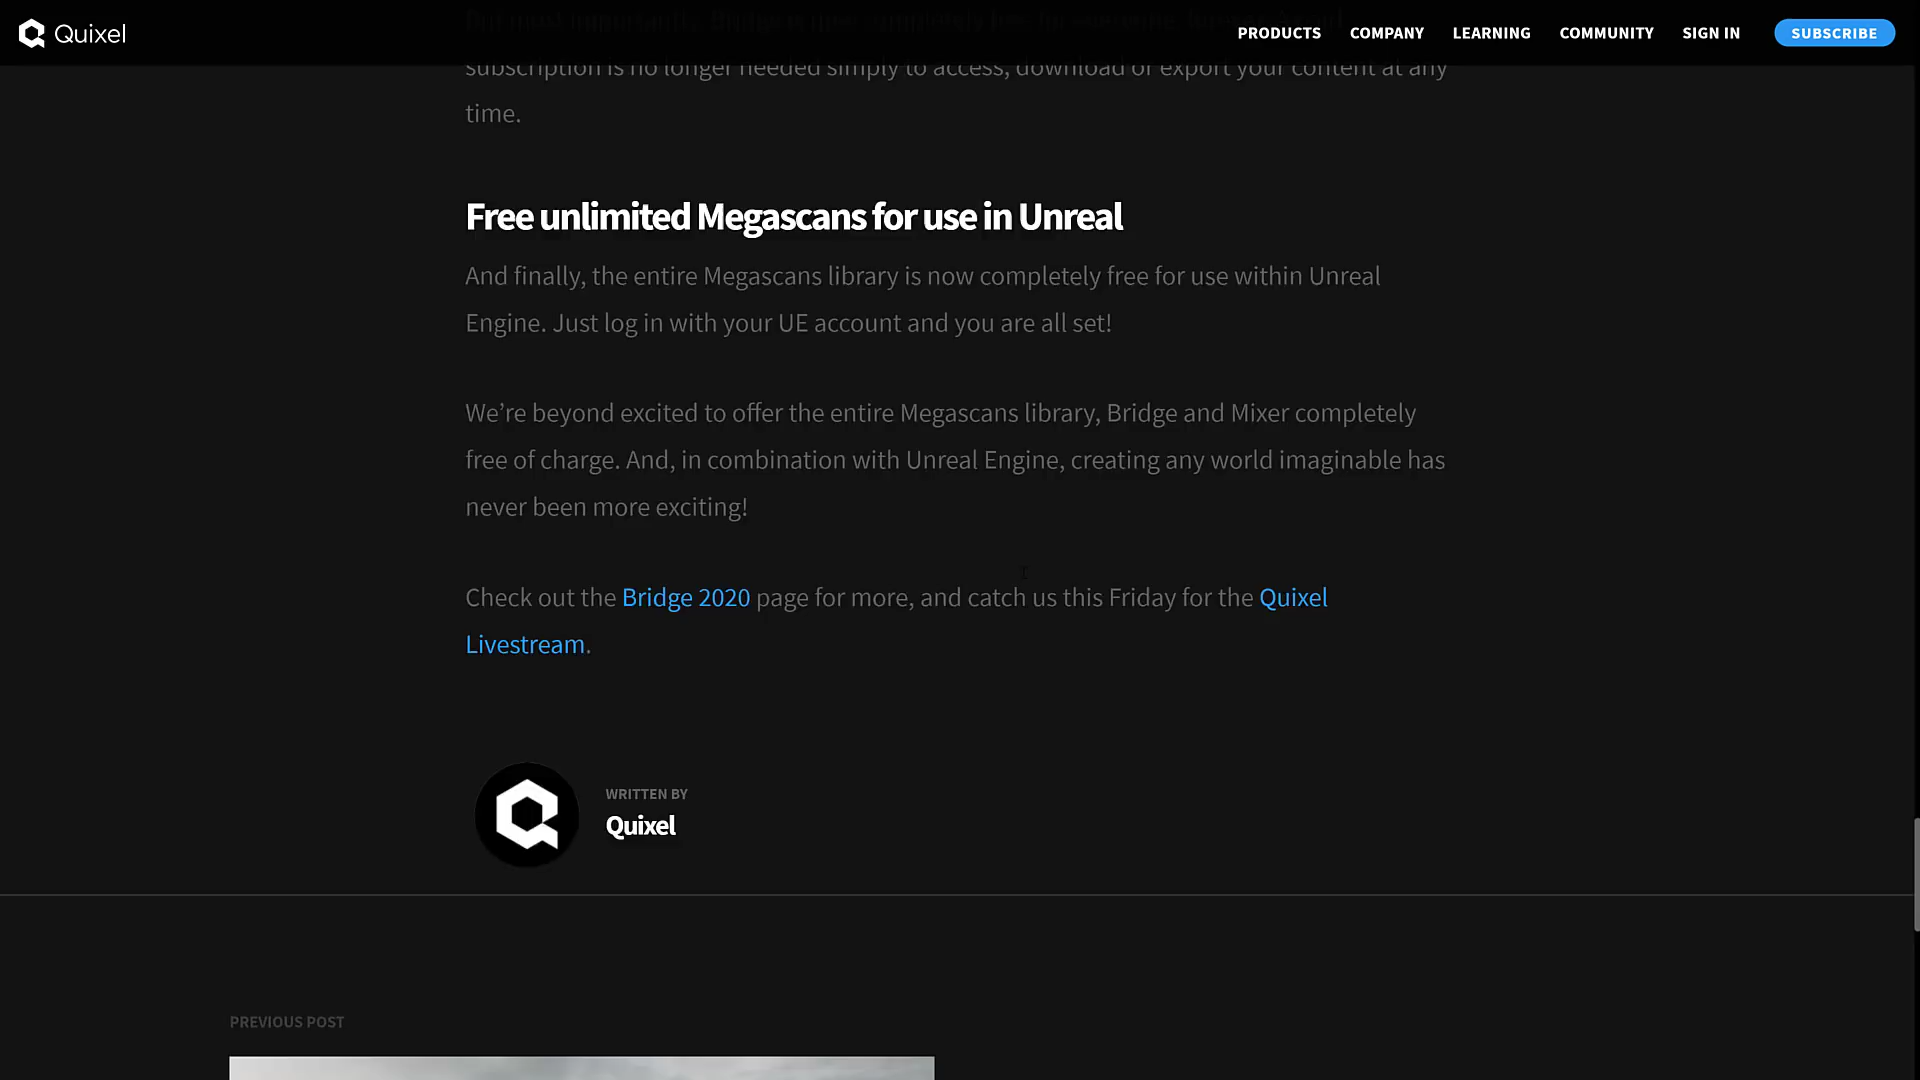 Quixel
PRODUCTS COMPANY LEARNING COMMUNITY SIGN IN SUBSCRIBE
subscription is no longer needed simply to access, download or export your content at any
time.
Free unlimited Megascans for use in Unreal
And finally, the entire Megascans library is now completely free for use within Unreal
Engine. Just log in with your UE account and you are all set!
We’re beyond excited to offer the entire Megascans library, Bridge and Mixer completely
free of charge. And, in combination with Unreal Engine, creating any world imaginable has
never been more exciting!
Check out the Bridge 2020 page for more, and catch us this Friday for the Quixel
Livestream.
WRITTEN BY
Quixel
PREVIOUS POST